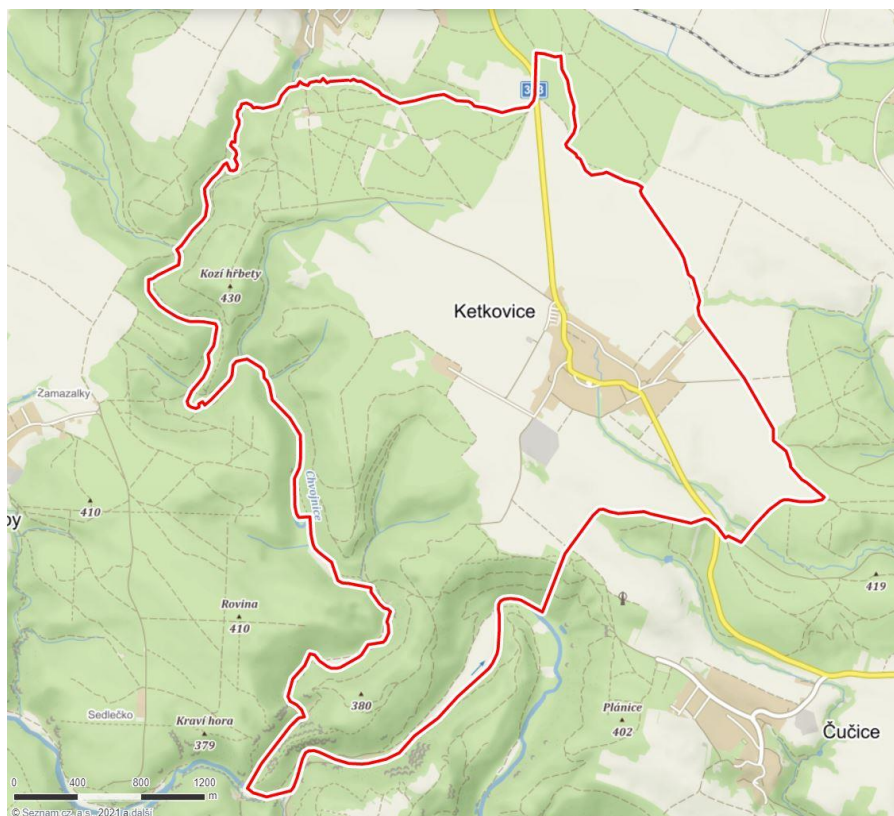 Kozí hřbety
430
Ketkovice
Zamazalky
410
by
Chvojnice
419
Rovina
410
380
Sedlečko
Kraví hora
379
Plánice
402
Čučice
0 400 800 1200
m
© Seznam.cz, a.s., 2021 a další